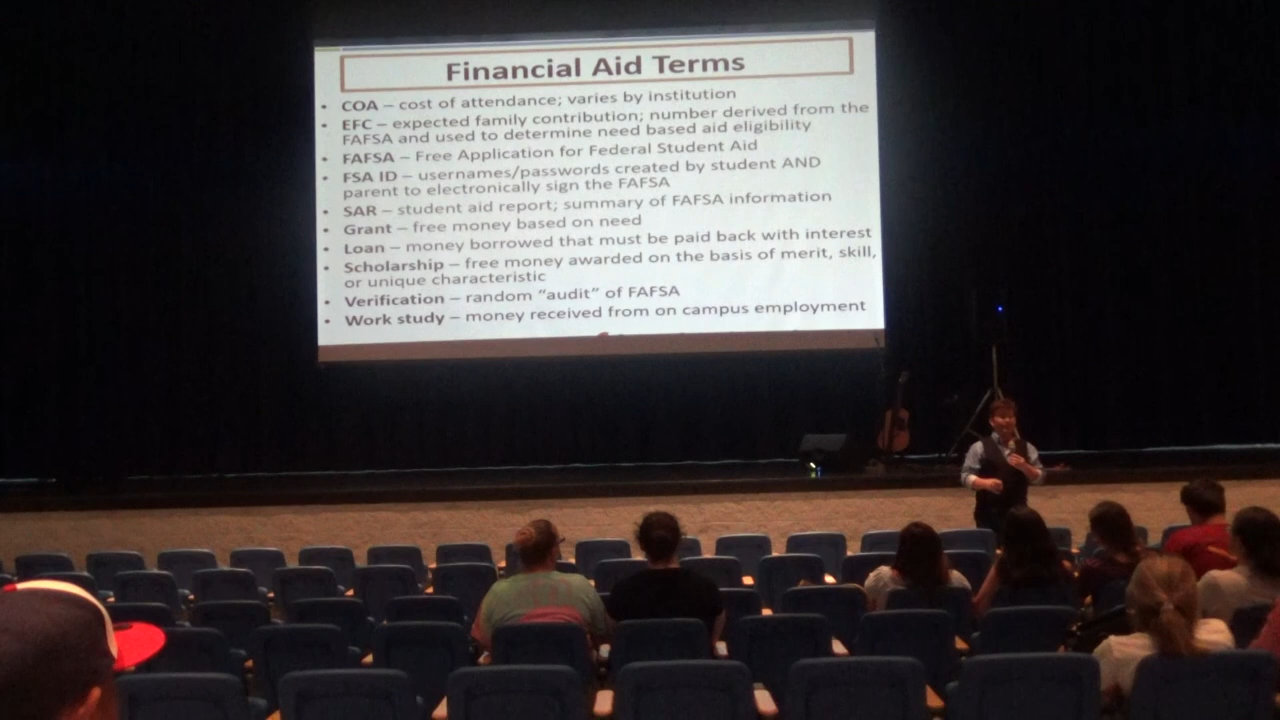 Financial Aid Terms
• COA – cost of attendance; varies by institution
• EFC – expected family contribution; number derived from the
FAFSA and used to determine need based aid eligibility
• FAFSA – Free Application for Federal Student Aid
• FSA ID – usernames/passwords created by student AND
parent to electronically sign the FAFSA
• SAR – student aid report; summary of FAFSA information
• Grant – free money based on need
• Loan – money borrowed that must be paid back with interest
• Scholarship – free money awarded on the basis of merit, skill,
or unique characteristic
• Verification – random “audit” of FAFSA
• Work study – money received from on campus employment